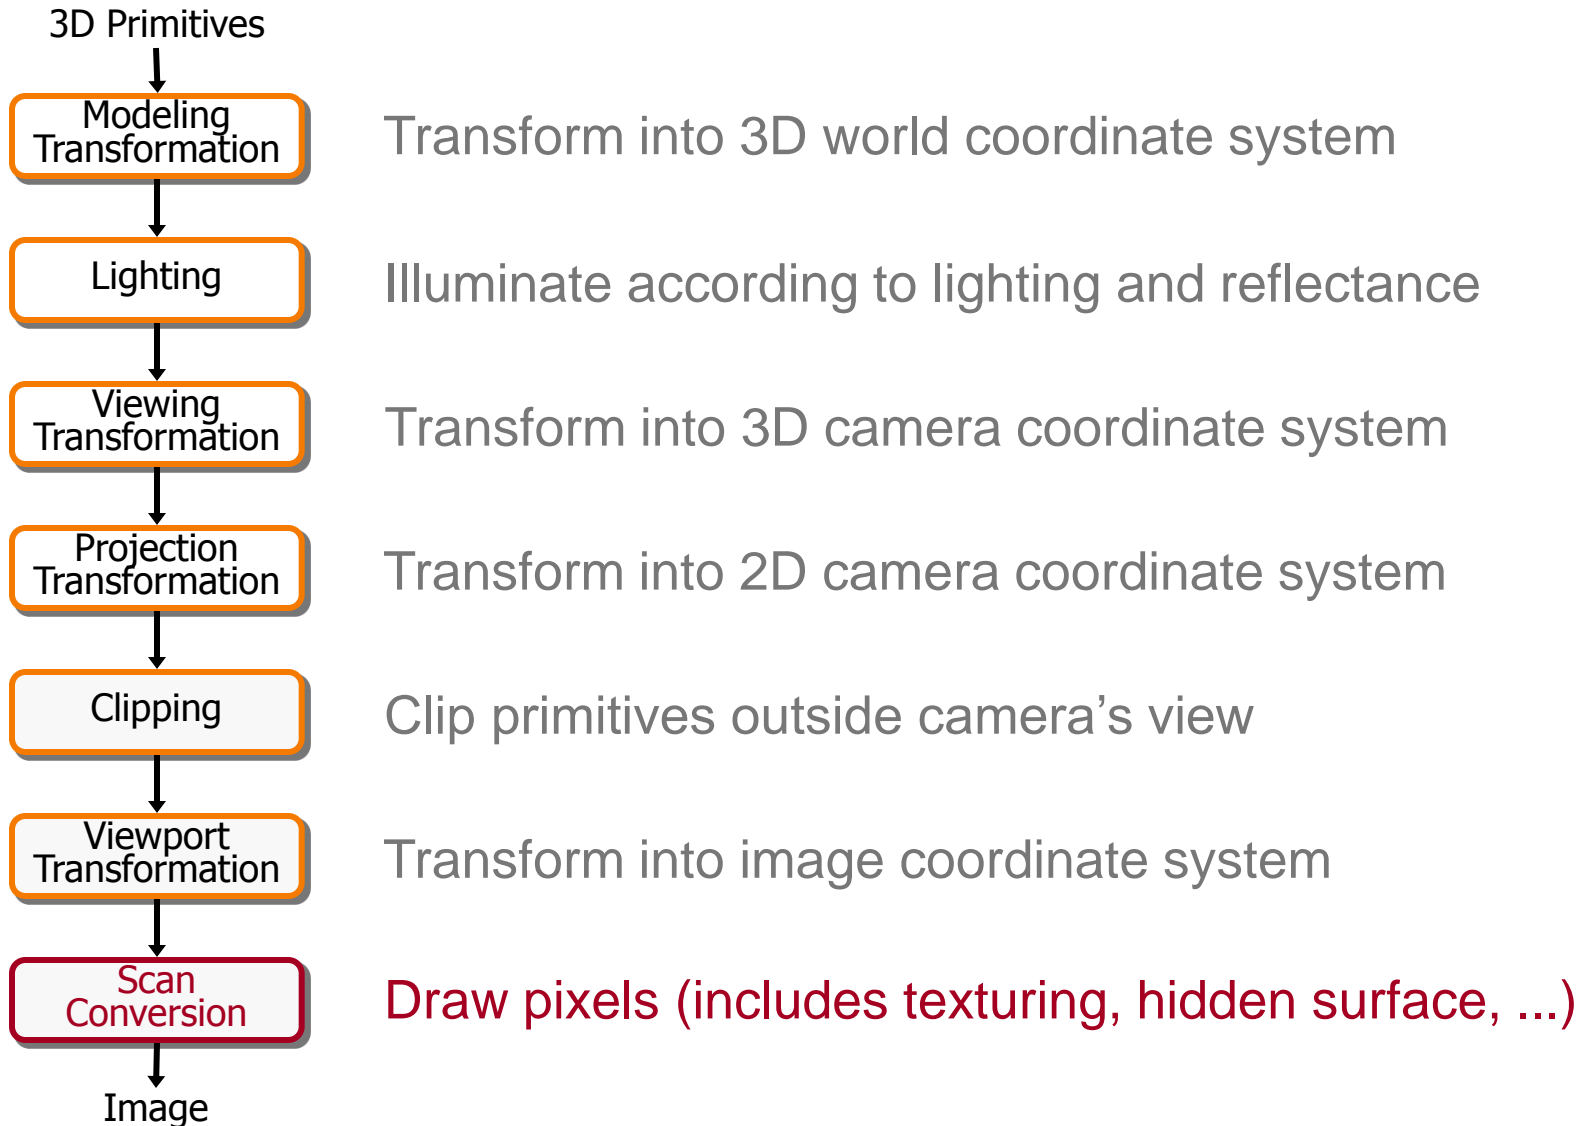 3D Primitives
Modeling
Transformation
Transform into 3D world coordinate system
Lighting
Illuminate according to lighting and reflectance
Viewing
Transformation
Transform into 3D camera coordinate system
Projection
Transformation
Transform into 2D camera coordinate system
Clipping
Clip primitives outside camera’s view
Viewport
Transformation
Transform into image coordinate system
Scan
Conversion
Draw pixels (includes texturing, hidden surface, ...)
Image